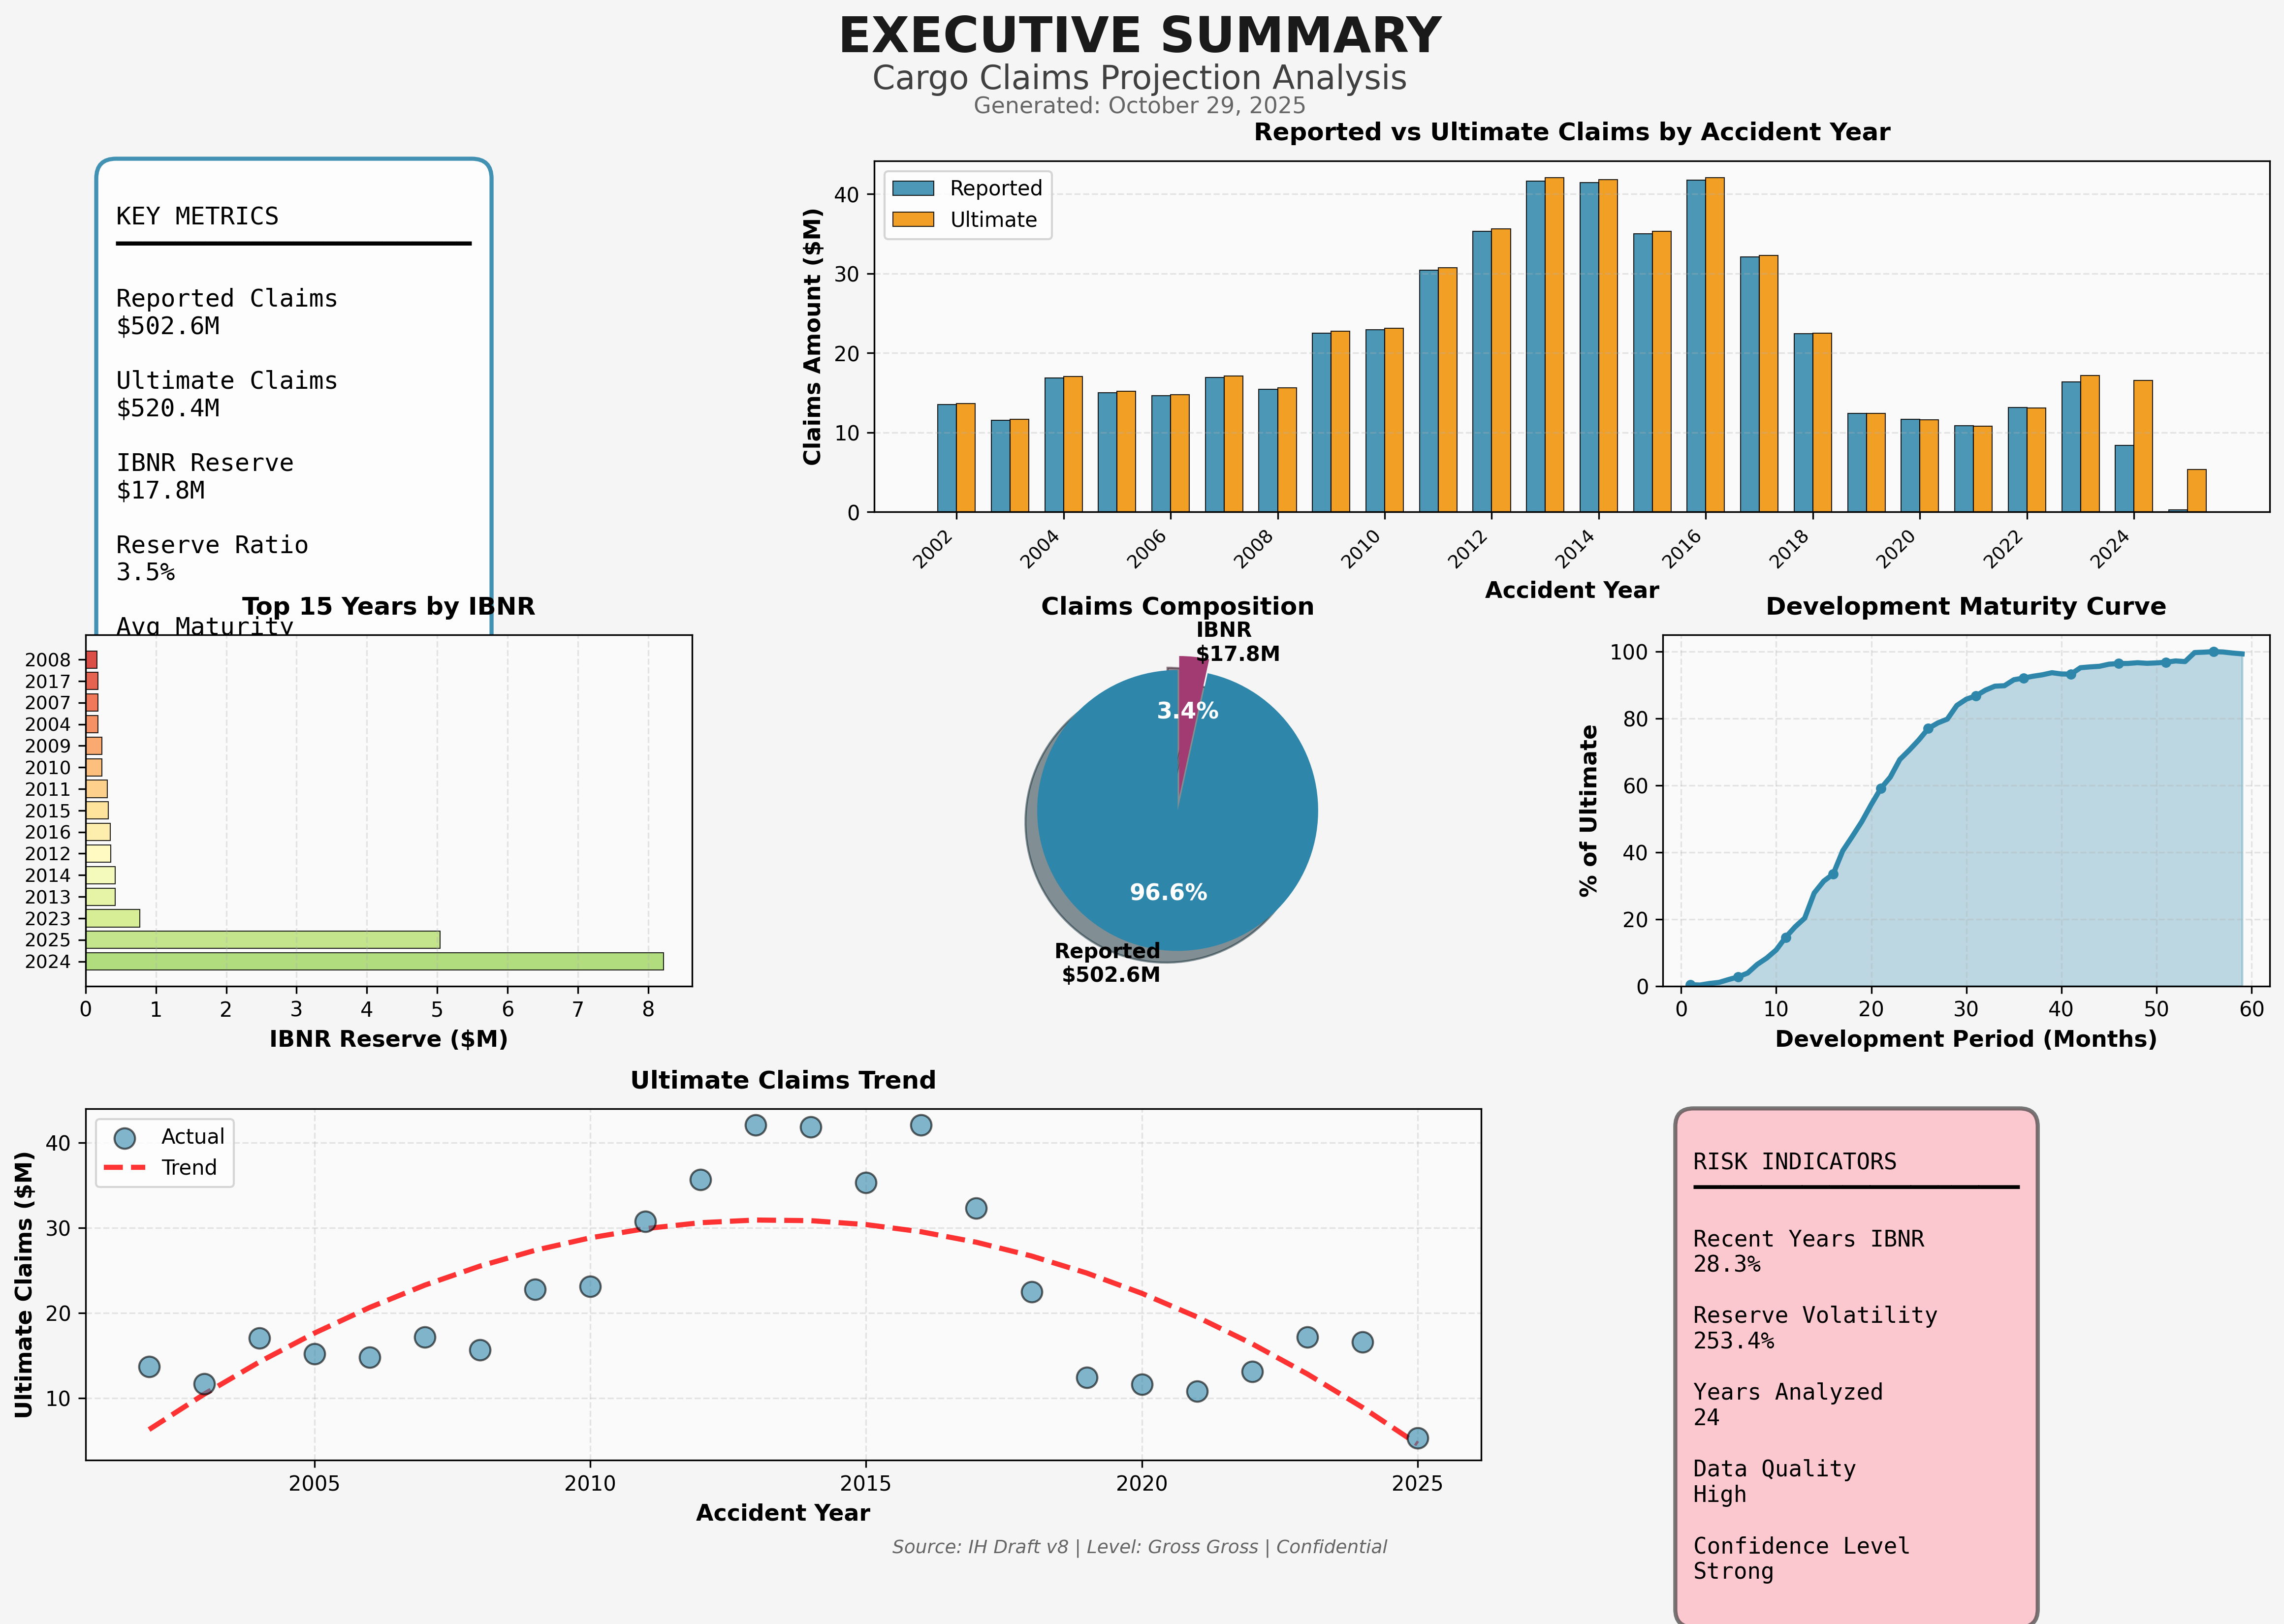 EXECUTIVE SUMMARY
Cargo Claims Projection Analysis
Generated: October 29, 2025
KEY METRICS
Reported Claims
$502.6M
Ultimate Claims
$520.4M
IBNR Reserve
$17.8M
Reserve Ratio
3.5%
Avg Maturity
Reported vs Ultimate Claims by Accident Year
Reported
Ultimate
Claims Amount ($M)
40
30
20
10
0
2002 2004 2006 2008 2010 2012 2014 2016 2018 2020 2022 2024
Accident Year
Top 15 Years by IBNR
2008
2017
2007
2004
2009
2010
2011
2015
2016
2012
2014
2013
2023
2025
2024
0 1 2 3 4 5 6 7 8
IBNR Reserve ($M)
Claims Composition
IBNR
$17.8M
3.4%
96.6%
Reported
$502.6M
Development Maturity Curve
% of Ultimate
100
80
60
40
20
0
0 10 20 30 40 50 60
Development Period (Months)
Ultimate Claims Trend
Actual
Trend
Ultimate Claims ($M)
40
30
20
10
2005 2010 2015 2020 2025
Accident Year
RISK INDICATORS
Recent Years IBNR
28.3%
Reserve Volatility
253.4%
Years Analyzed
24
Data Quality
High
Confidence Level
Strong
Source: IH Draft v8 | Level: Gross Gross | Confidential